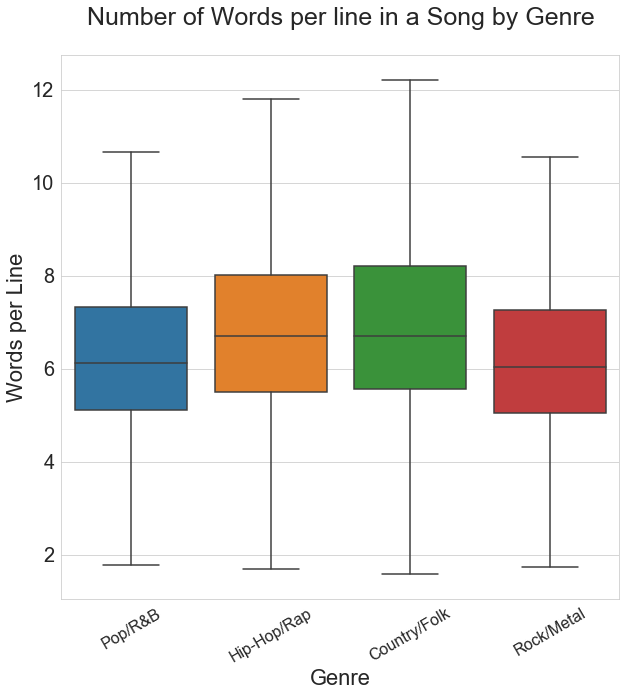 Number of Words per line in a Song by Genre
12
10
8
6
4
2
Words per Line
Pop/R&B
Hip-Hop/Rap
Country/Folk
Rock/Metal
Genre